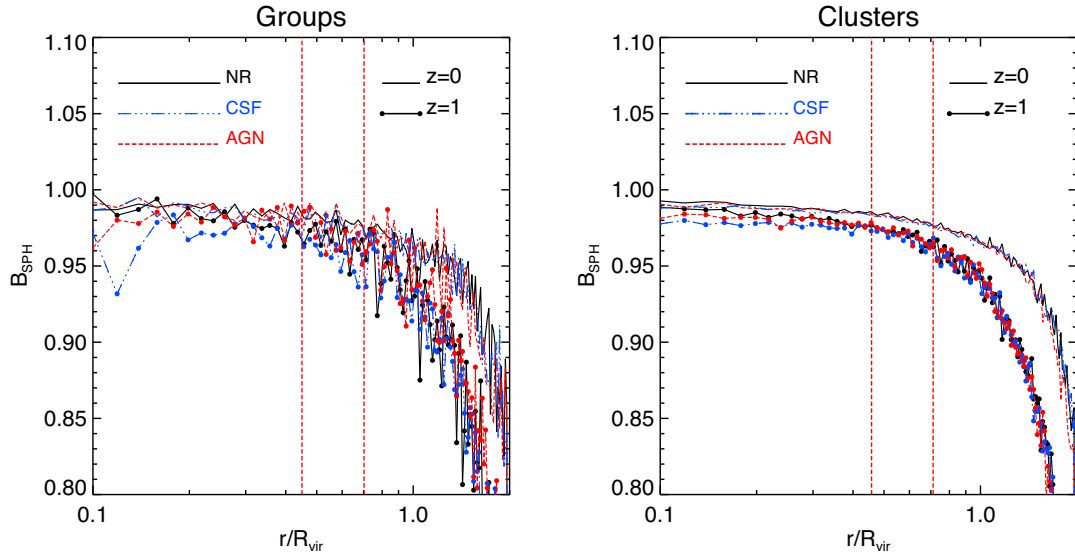 Groups
1.10
1.05
1.00
0.95
0.90
0.85
0.80
B_SPH
NR
CSF
AGN
z=0
z=1
0.1
1.0
r/R_vir
Clusters
1.10
1.05
1.00
0.95
0.90
0.85
0.80
B_SPH
NR
CSF
AGN
z=0
z=1
0.1
1.0
r/R_vir